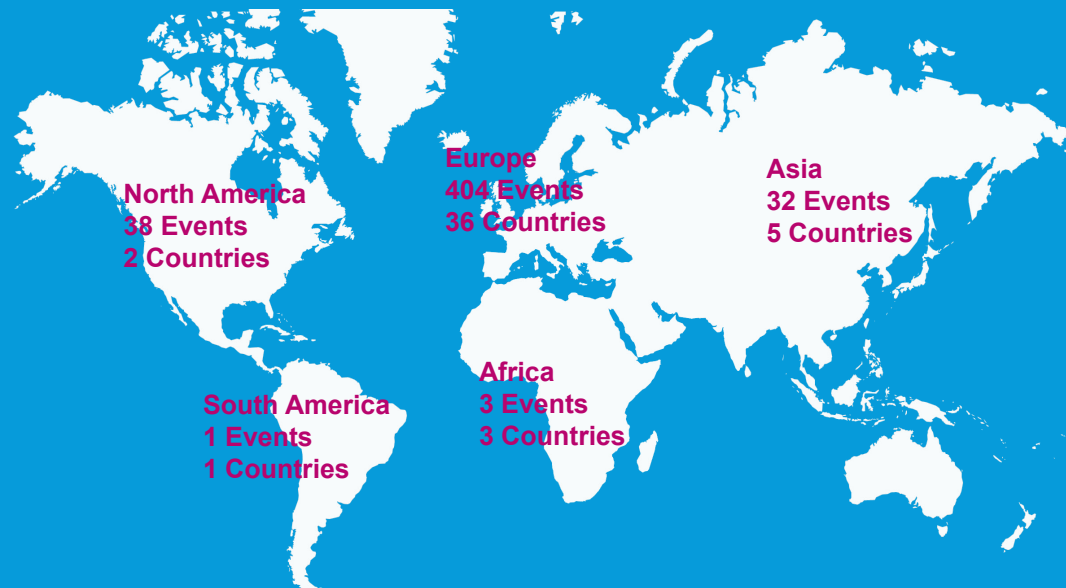 North America
38 Events
2 Countries
Europe
404 Events
36 Countries
Asia
32 Events
5 Countries
South America
1 Events
1 Countries
Africa
3 Events
3 Countries